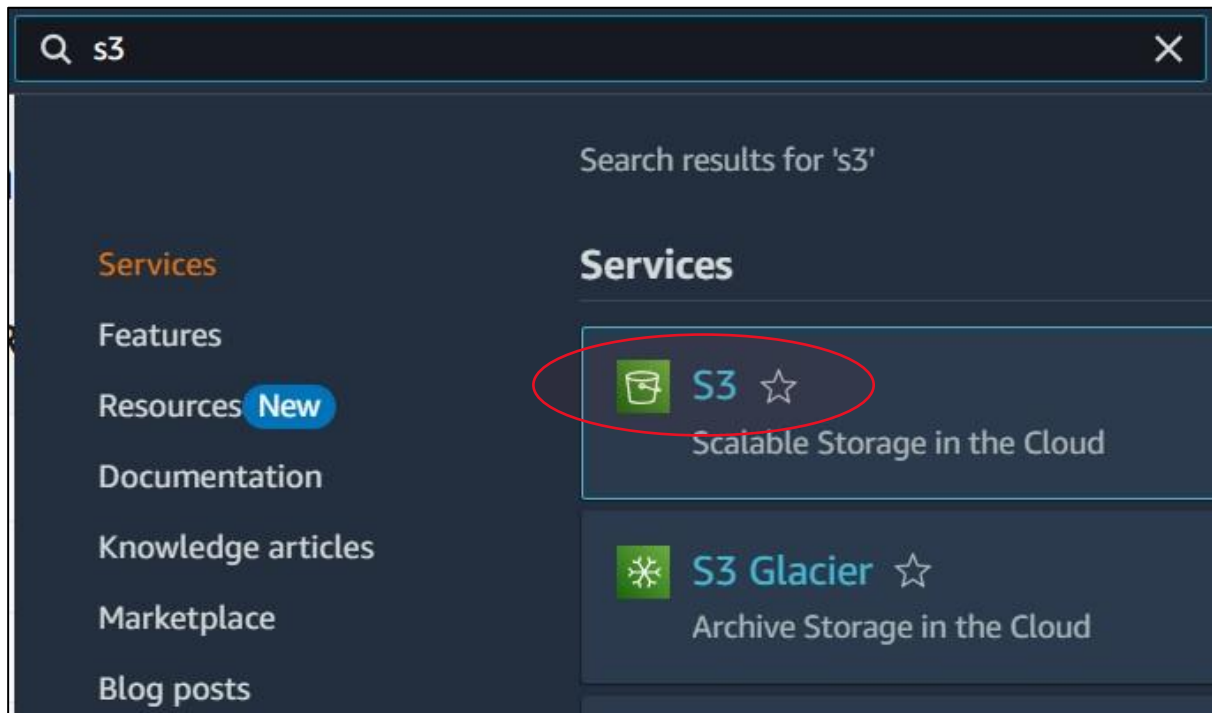 s3
Search results for 's3'
Services
Features
Resources New
Documentation
Knowledge articles
Marketplace
Blog posts
Services
S3
Scalable Storage in the Cloud
S3 Glacier
Archive Storage in the Cloud